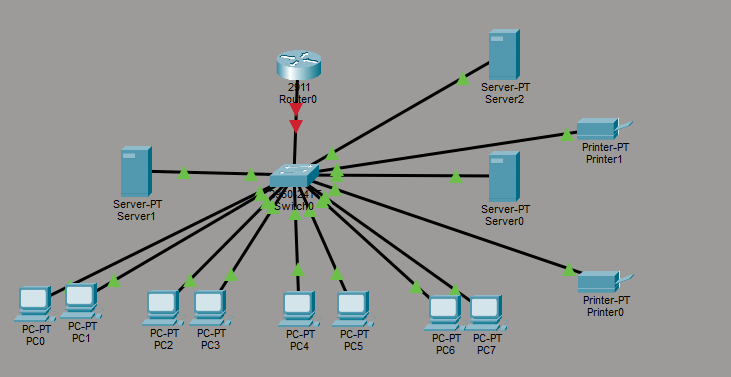 2911
Router0
Server-PT
Server2
Printer-PT
Printer1
Server-PT
Server1
Switch0
Server-PT
Server0
Printer-PT
Printer0
PC-PT
PC0
PC-PT
PC1
PC-PT
PC2
PC-PT
PC3
PC-PT
PC4
PC-PT
PC5
PC-PT
PC6
PC-PT
PC7